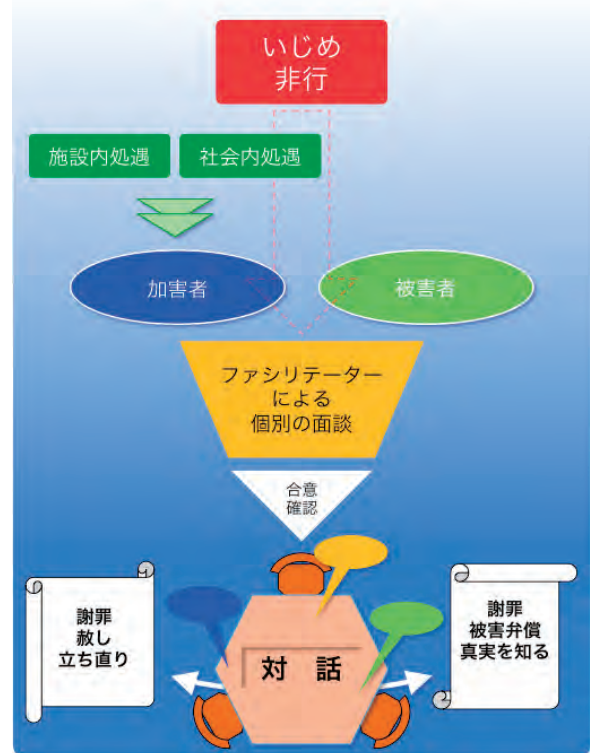 いじめ
非行
施設内処遇
社会内処遇
加害者
被害者
ファシリテーター
による
個別の面談
合意
確認
謝罪
赦し
立ち直り
対 話
謝罪
被害弁償
真実を知る